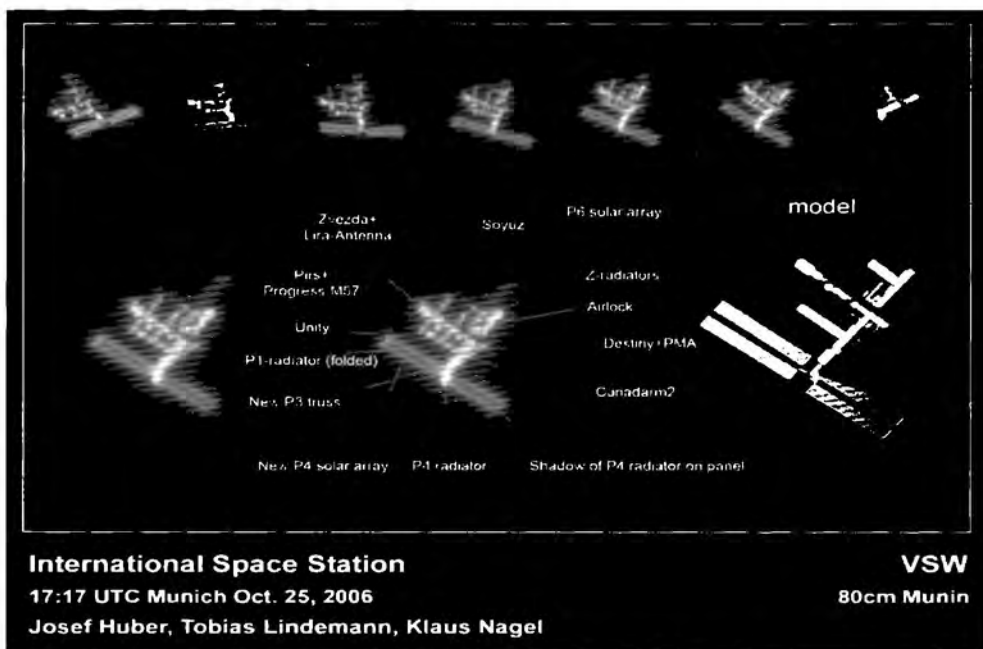 P6 solar array
model
Zvezda+
Lira-Antenna
Soyuz
Pirs+
Progress M57
Z-radiators
Airlock
Unity
Destiny+PMA
P1-radiator (folded)
Canadarm2
New P3 truss
New P4 solar array
P4 radiator
Shadow of P4 radiator on panel
International Space Station
VSW
17:17 UTC Munich Oct. 25, 2006
80cm Munin
Josef Huber, Tobias Lindemann, Klaus Nagel